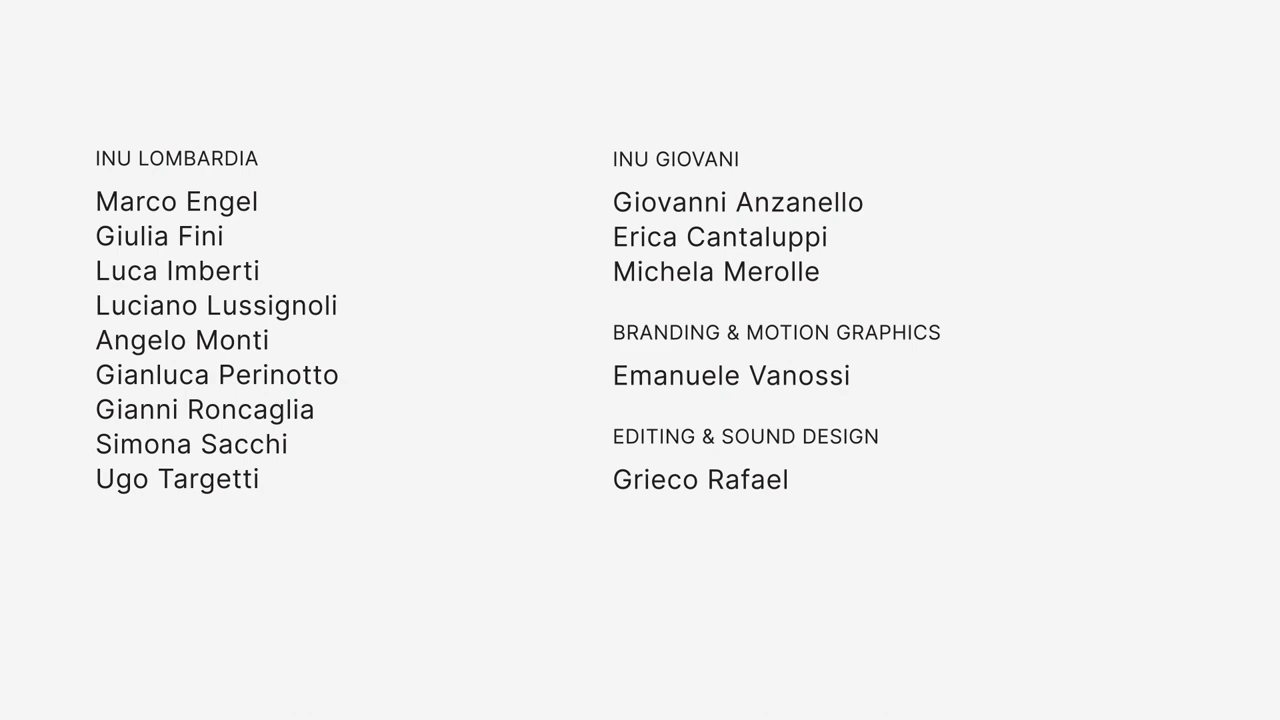 INU LOMBARDIA
Marco Engel
Giulia Fini
Luca Imberti
Luciano Lussignoli
Angelo Monti
Gianluca Perinotto
Gianni Roncaglia
Simona Sacchi
Ugo Targetti
INU GIOVANI
Giovanni Anzanello
Erica Cantaluppi
Michela Merolle
BRANDING & MOTION GRAPHICS
Emanuele Vanossi
EDITING & SOUND DESIGN
Grieco Rafael